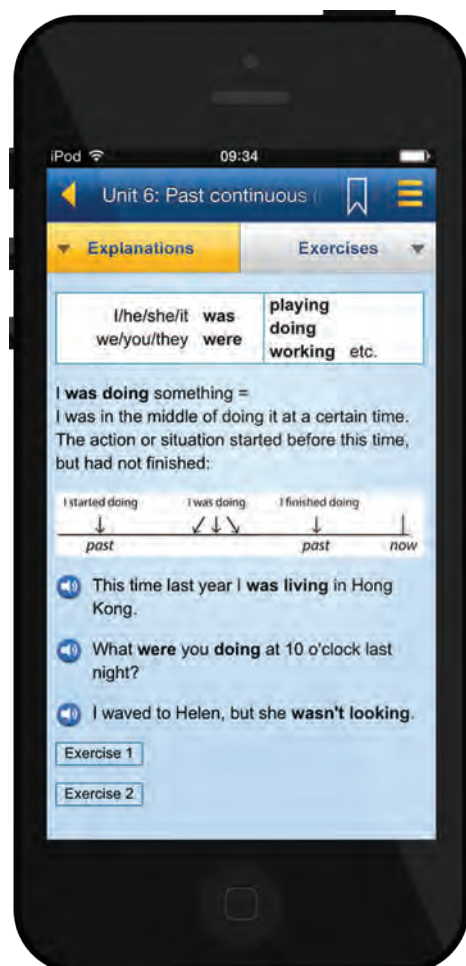 iPod 09:34
Unit 6: Past continuous (
Explanations Exercises
I/he/she/it was
we/you/they were
playing
doing
working etc.
I was doing something =
I was in the middle of doing it at a certain time.
The action or situation started before this time,
but had not finished:
I started doing I was doing I finished doing
past past now
This time last year I was living in Hong
Kong.
What were you doing at 10 o'clock last
night?
I waved to Helen, but she wasn't looking.
Exercise 1
Exercise 2